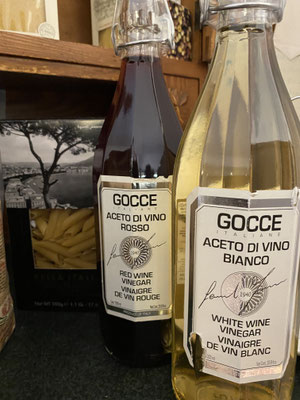 GOCCE
ITALIANE
ACETO DI VINO
ROSSO
RED WINE
VINEGAR
VINAIGRE
DE VIN ROUGE
GOCCE
ITALIANE
ACETO DI VINO
BIANCO
WHITE WINE
VINEGAR
VINAIGRE
DE VIN BLANC